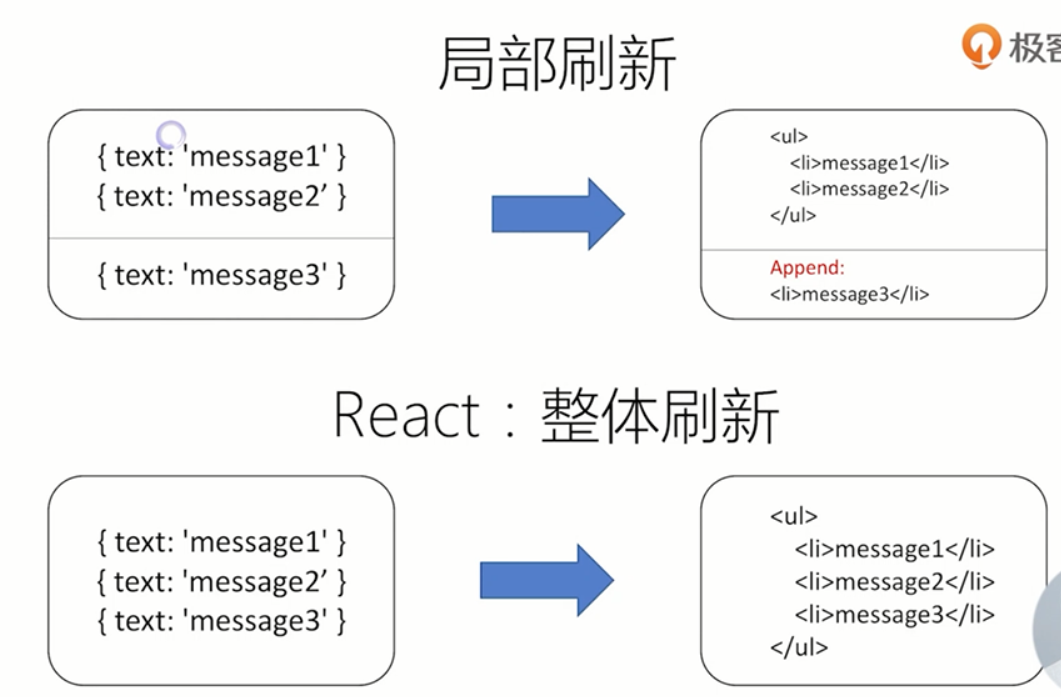 局部刷新
极客
{ text: 'message1' }
{ text: 'message2’ }
{ text: 'message3' }
<ul>
<li>message1</li>
<li>message2</li>
</ul>
Append:
<li>message3</li>
React：整体刷新
{ text: 'message1' }
{ text: 'message2’ }
{ text: 'message3' }
<ul>
<li>message1</li>
<li>message2</li>
<li>message3</li>
</ul>